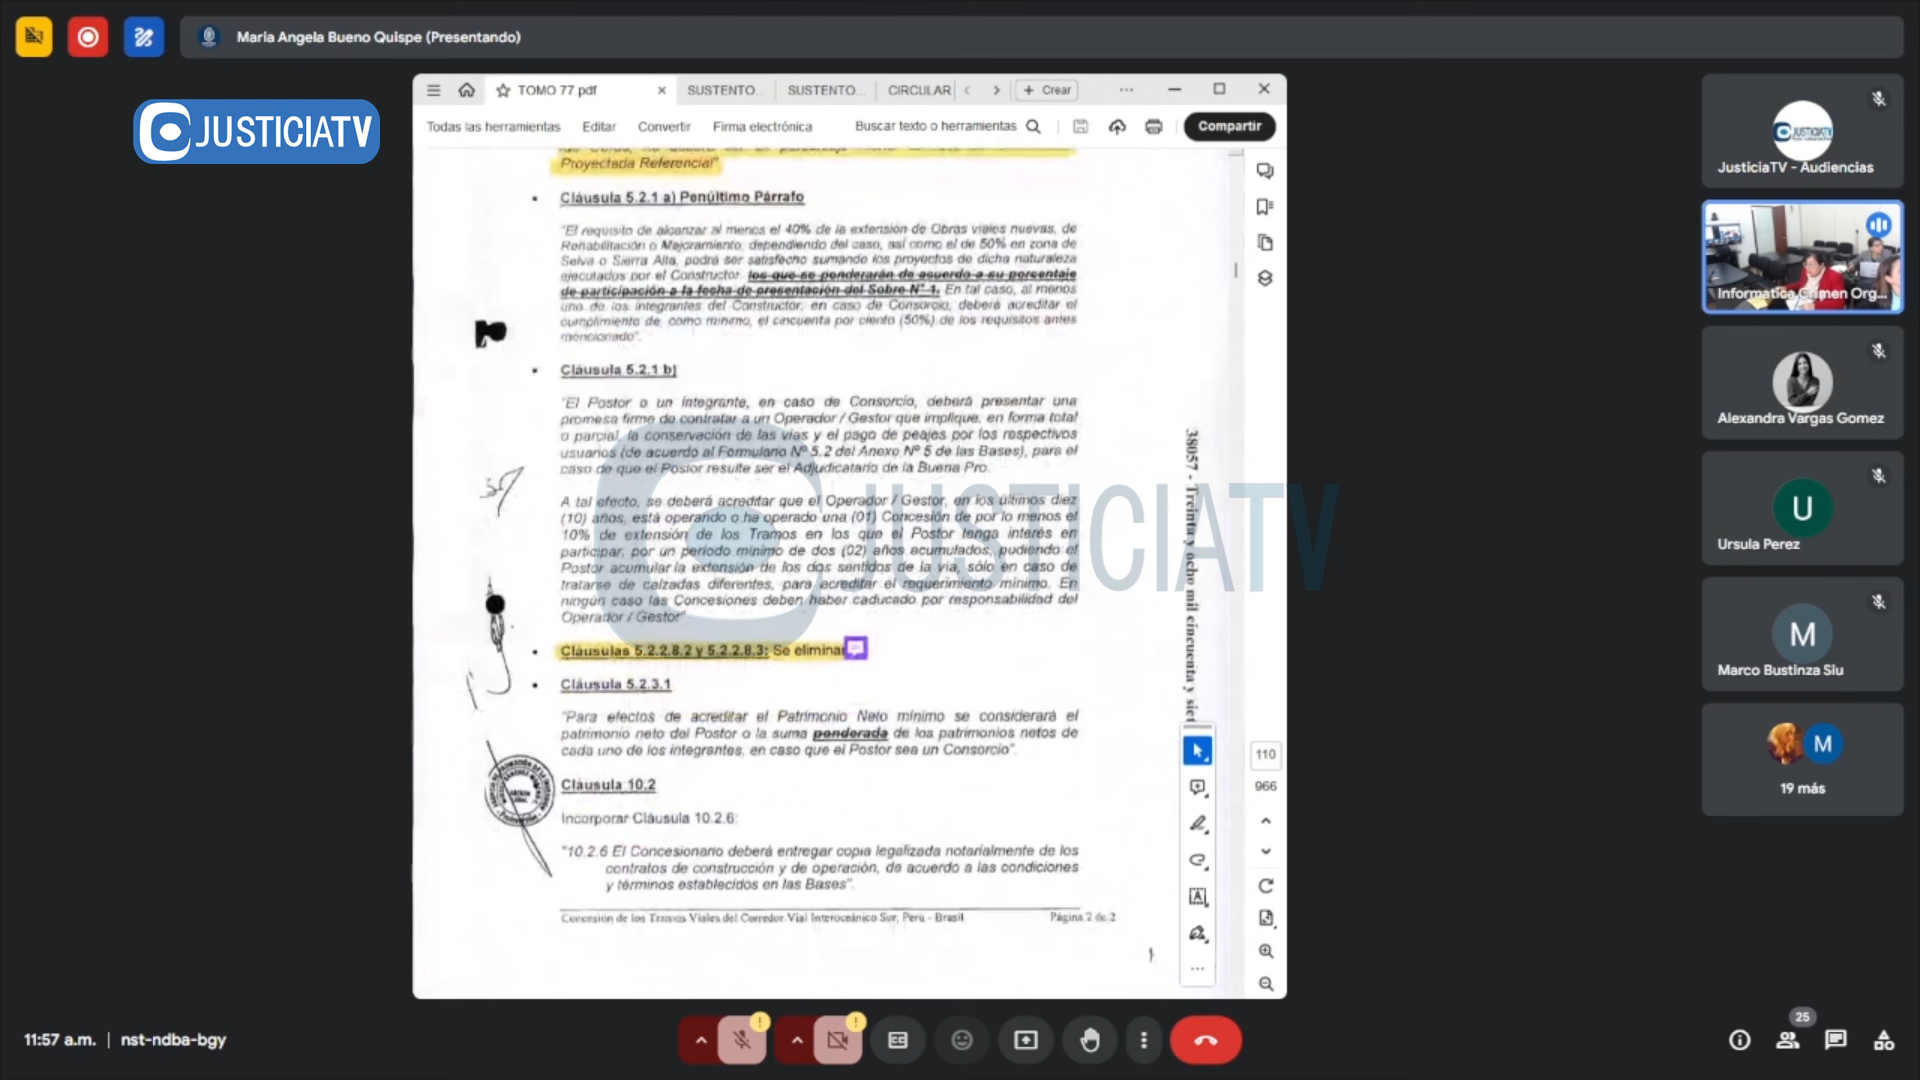 Maria Angela Bueno Quispe (Presentando)
JUSTICIATV
TOMO 77.pdf
SUSTENTO...
SUSTENTO...
CIRCULAR
Crear
Todas las herramientas
Editar
Convertir
Firma electrónica
Buscar texto o herramientas
Compartir
Proyectada Referencial"
Cláusula 5.2.1 a) Penúltimo Párrafo
"El requisito de alcanzar al menos el 40% de la extensión de Obras viales nuevas, de
Rehabilitación o Mejoramiento, dependiendo del caso, así como el de 50% en zona de
Selva o Sierra Alta, podrá ser satisfecho sumando los proyectos de dicha naturaleza
ejecutados por el Constructor, los que se ponderarán de acuerdo a su porcentaje
de participación a la fecha de presentación del Sobre Nº 1. En tal caso, al menos
uno de los integrantes del Constructor, en caso de Consorcio, deberá acreditar el
cumplimiento de, como mínimo, el cincuenta por ciento (50%) de los requisitos antes
mencionado".
Cláusula 5.2.1 b)
"El Postor o un integrante, en caso de Consorcio, deberá presentar una
promesa firme de contratar a un Operador / Gestor que implique, en forma total
o parcial, la conservación de las vías y el pago de peajes por los respectivos
usuarios (de acuerdo al Formulario Nº 5.2 del Anexo Nº 5 de las Bases), para el
caso de que el Postor resulte ser el Adjudicatario de la Buena Pro.
A tal efecto, se deberá acreditar que el Operador / Gestor, en los últimos diez
(10) años, está operando o ha operado una (01) Concesión de por lo menos el
10% de extensión de los Tramos en los que el Postor tenga interés en
participar, por un período mínimo de dos (02) años acumulados, pudiendo el
Postor acumular la extensión de los dos sentidos de la vía, sólo en caso de
tratarse de calzadas diferentes, para acreditar el requerimiento mínimo. En
ningún caso las Concesiones deben haber caducado por responsabilidad del
Operador / Gestor"
Cláusulas 5.2.2.8.2 y 5.2.2.8.3: Se eliminan
Cláusula 5.2.3.1
"Para efectos de acreditar el Patrimonio Neto mínimo se considerará el
patrimonio neto del Postor o la suma ponderada de los patrimonios netos de
cada uno de los integrantes, en caso que el Postor sea un Consorcio".
Cláusula 10.2
Incorporar Cláusula 10.2.6:
"10.2.6 El Concesionario deberá entregar copia legalizada notarialmente de los
contratos de construcción y de operación, de acuerdo a las condiciones
y términos establecidos en las Bases".
Concesión de los Tramos Viales del Corredor Vial Interoceánico Sur, Perú - Brasil
Página 2 de 2
38057 - Treinta y ocho mil cincuenta y siet
JUSTICIATV
110
966
JUSTICIATV
JusticiaTV - Audiencias
Informatica Crimen Org...
Alexandra Vargas Gomez
U
Ursula Perez
M
Marco Bustinza Siu
M
19 más
11:57 a.m. | nst-ndba-bgy
25